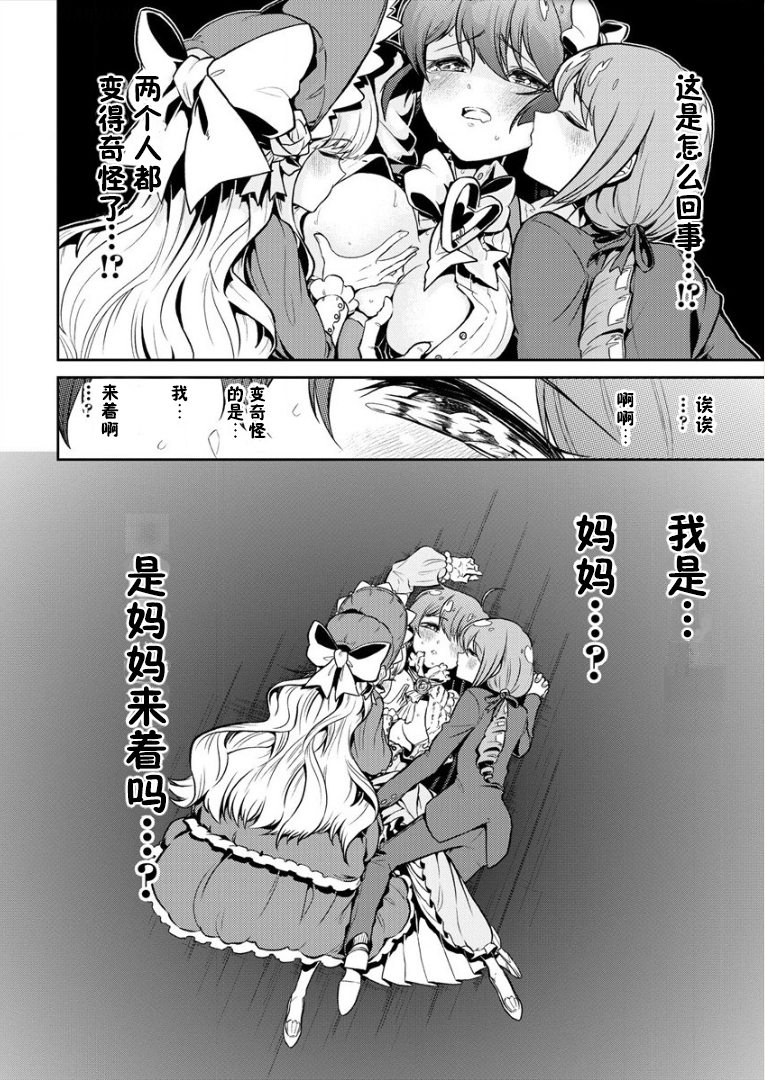 这是怎么回事…!?
两个人都
变得奇怪了…!?
诶诶
…?
啊啊…
变奇怪
的是…
我…
来着啊
…?
我是…
妈妈…?
是妈妈来着吗…?